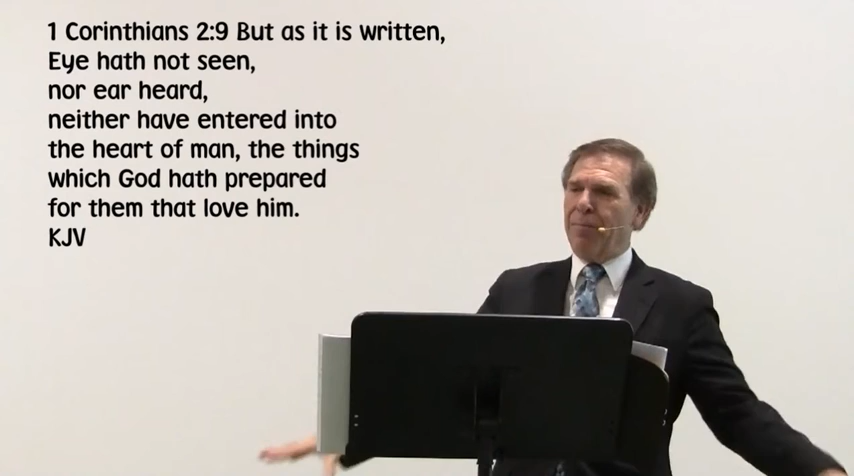 1 Corinthians 2:9 But as it is written,
Eye hath not seen,
nor ear heard,
neither have entered into
the heart of man, the things
which God hath prepared
for them that love him.
KJV